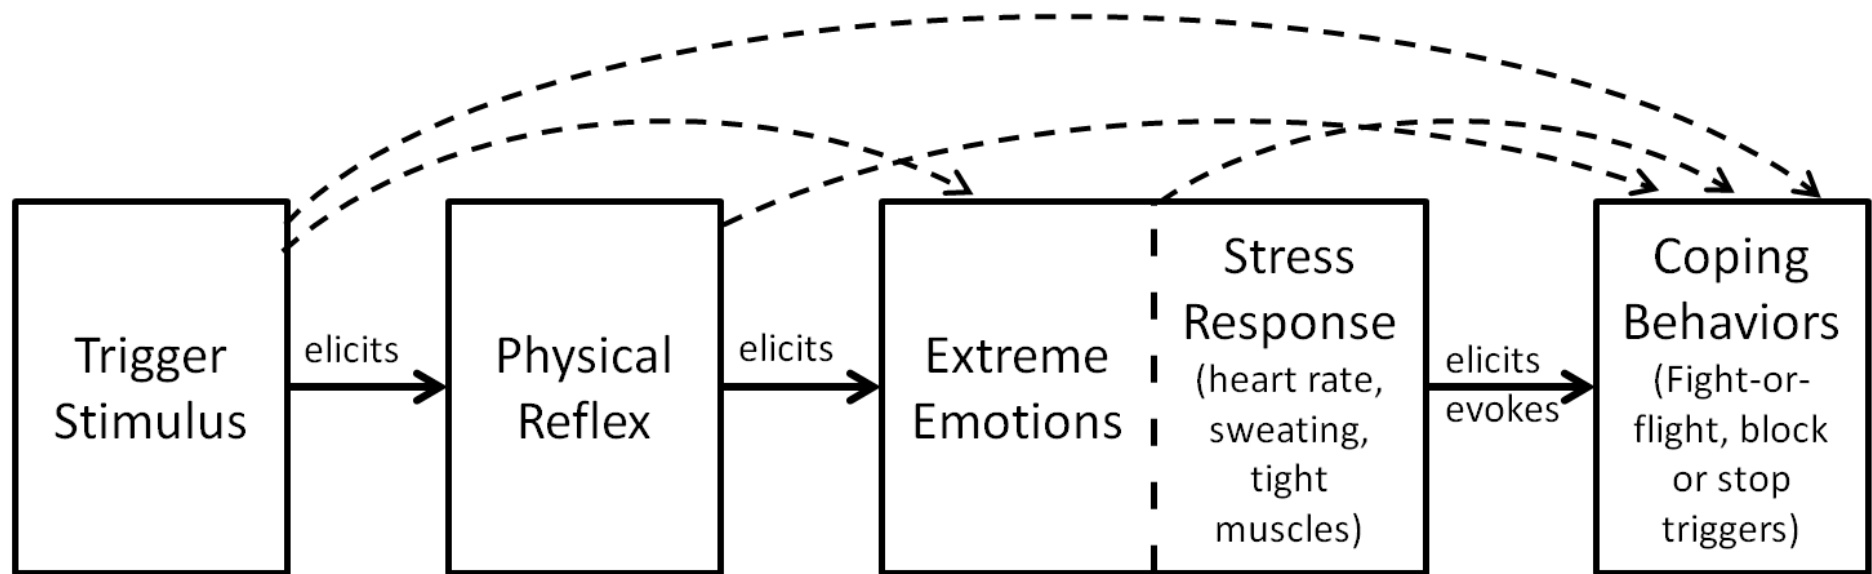 Trigger
Stimulus
elicits
Physical
Reflex
elicits
Extreme
Emotions
Stress
Response
(heart rate,
sweating,
tight
muscles)
elicits
evokes
Coping
Behaviors
(Fight-or-
flight, block
or stop
triggers)